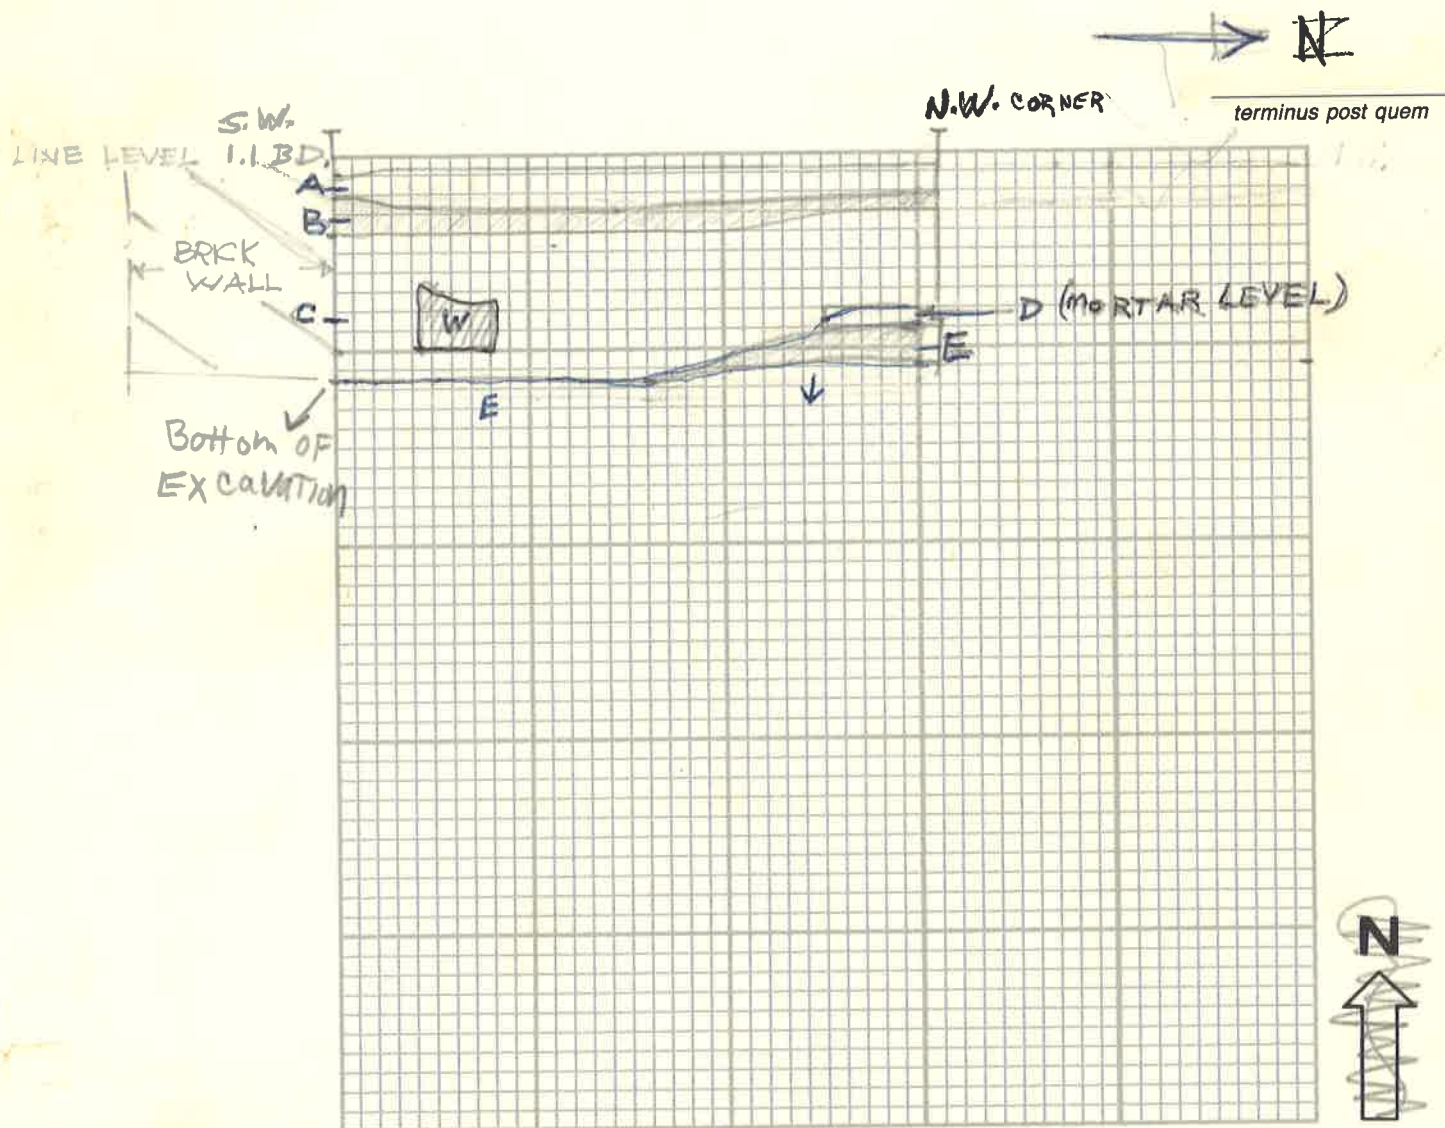 N
N.W. CORNER
terminus post quem
S.W.
LINE LEVEL 1.1.BD.
A
B
BRICK
WALL
C
W
D (MORTAR LEVEL)
E
E
Bottom OF
EXCAVATION
N